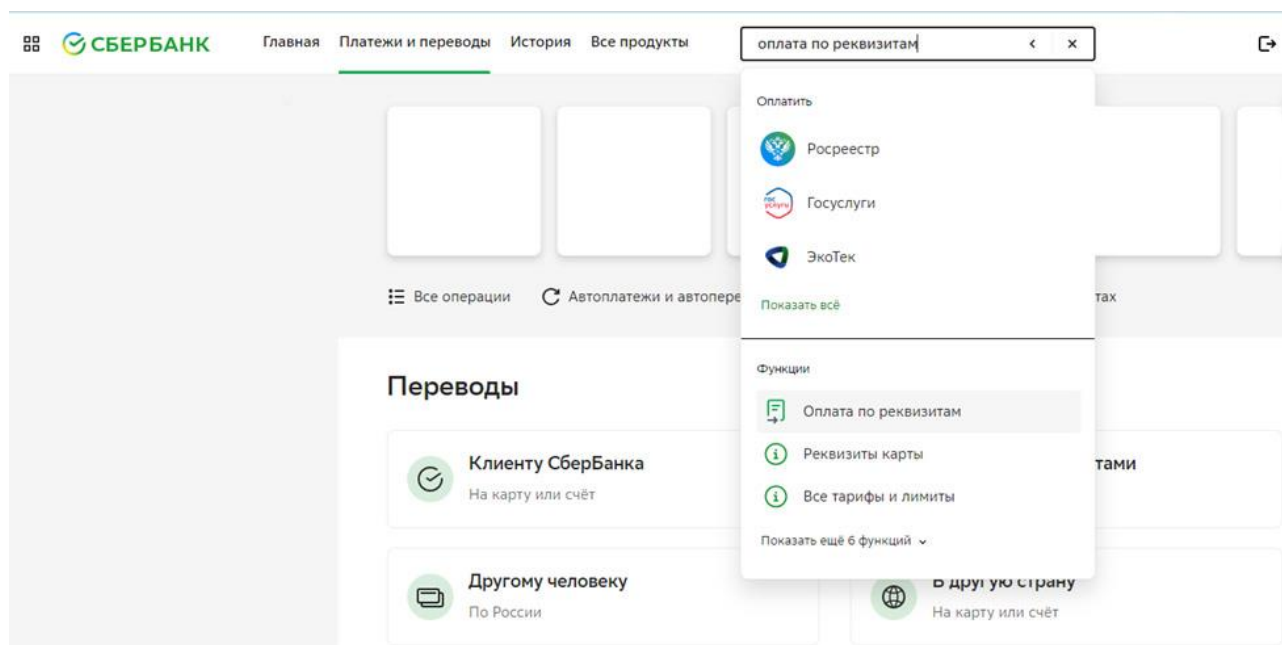 СБЕРБАНК Главная Платежи и переводы История Все продукты оплата по реквизитам
Оплатить
Росреестр
Госуслуги
ЭкоТек
Все операции Автоплатежи и автопере тах
Показать всё
Функции
Переводы
Оплата по реквизитам
Реквизиты карты
Клиенту СберБанка
На карту или счёт
тами
Все тарифы и лимиты
Показать ещё 6 функций
Другому человеку
По России
В другую страну
На карту или счёт